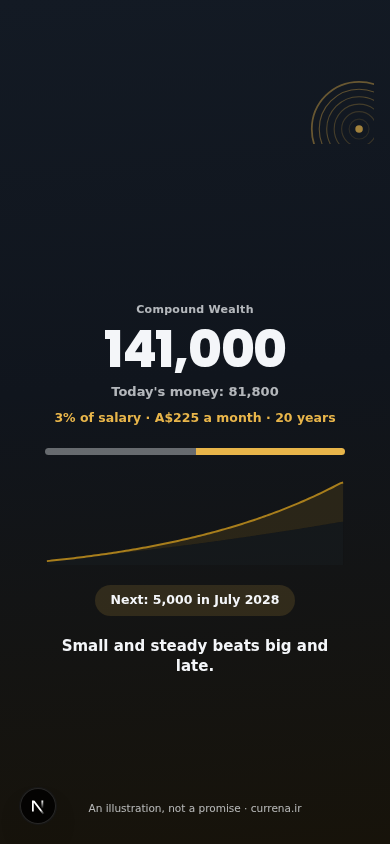 Compound Wealth
141,000
Today's money: 81,800
3% of salary · A$225 a month · 20 years
Next: 5,000 in July 2028
Small and steady beats big and
late.
N
An illustration, not a promise · currena.ir